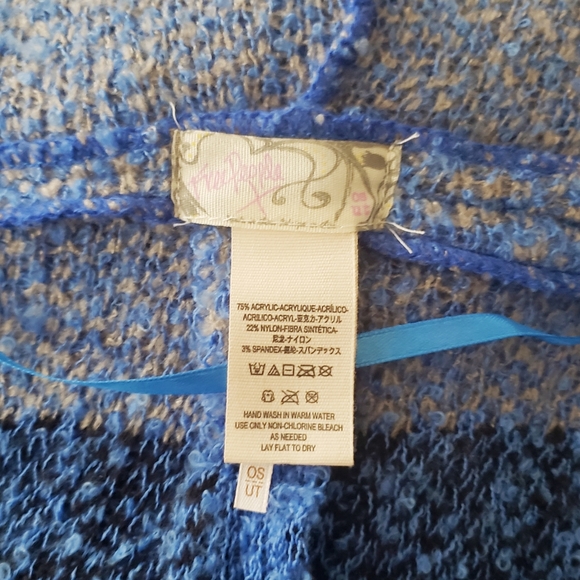 Free People
OS
UT
75% ACRYLIC-ACRYLIQUE-ACRÍLICO-
ACRILICO-ACRYL-亚克力-アクリル
22% NYLON-FIBRA SINTÉTICA-
尼龙-ナイロン
3% SPANDEX-氨纶-スパンデックス
HAND WASH IN WARM WATER
USE ONLY NON-CHLORINE BLEACH
AS NEEDED
LAY FLAT TO DRY
OS
UT